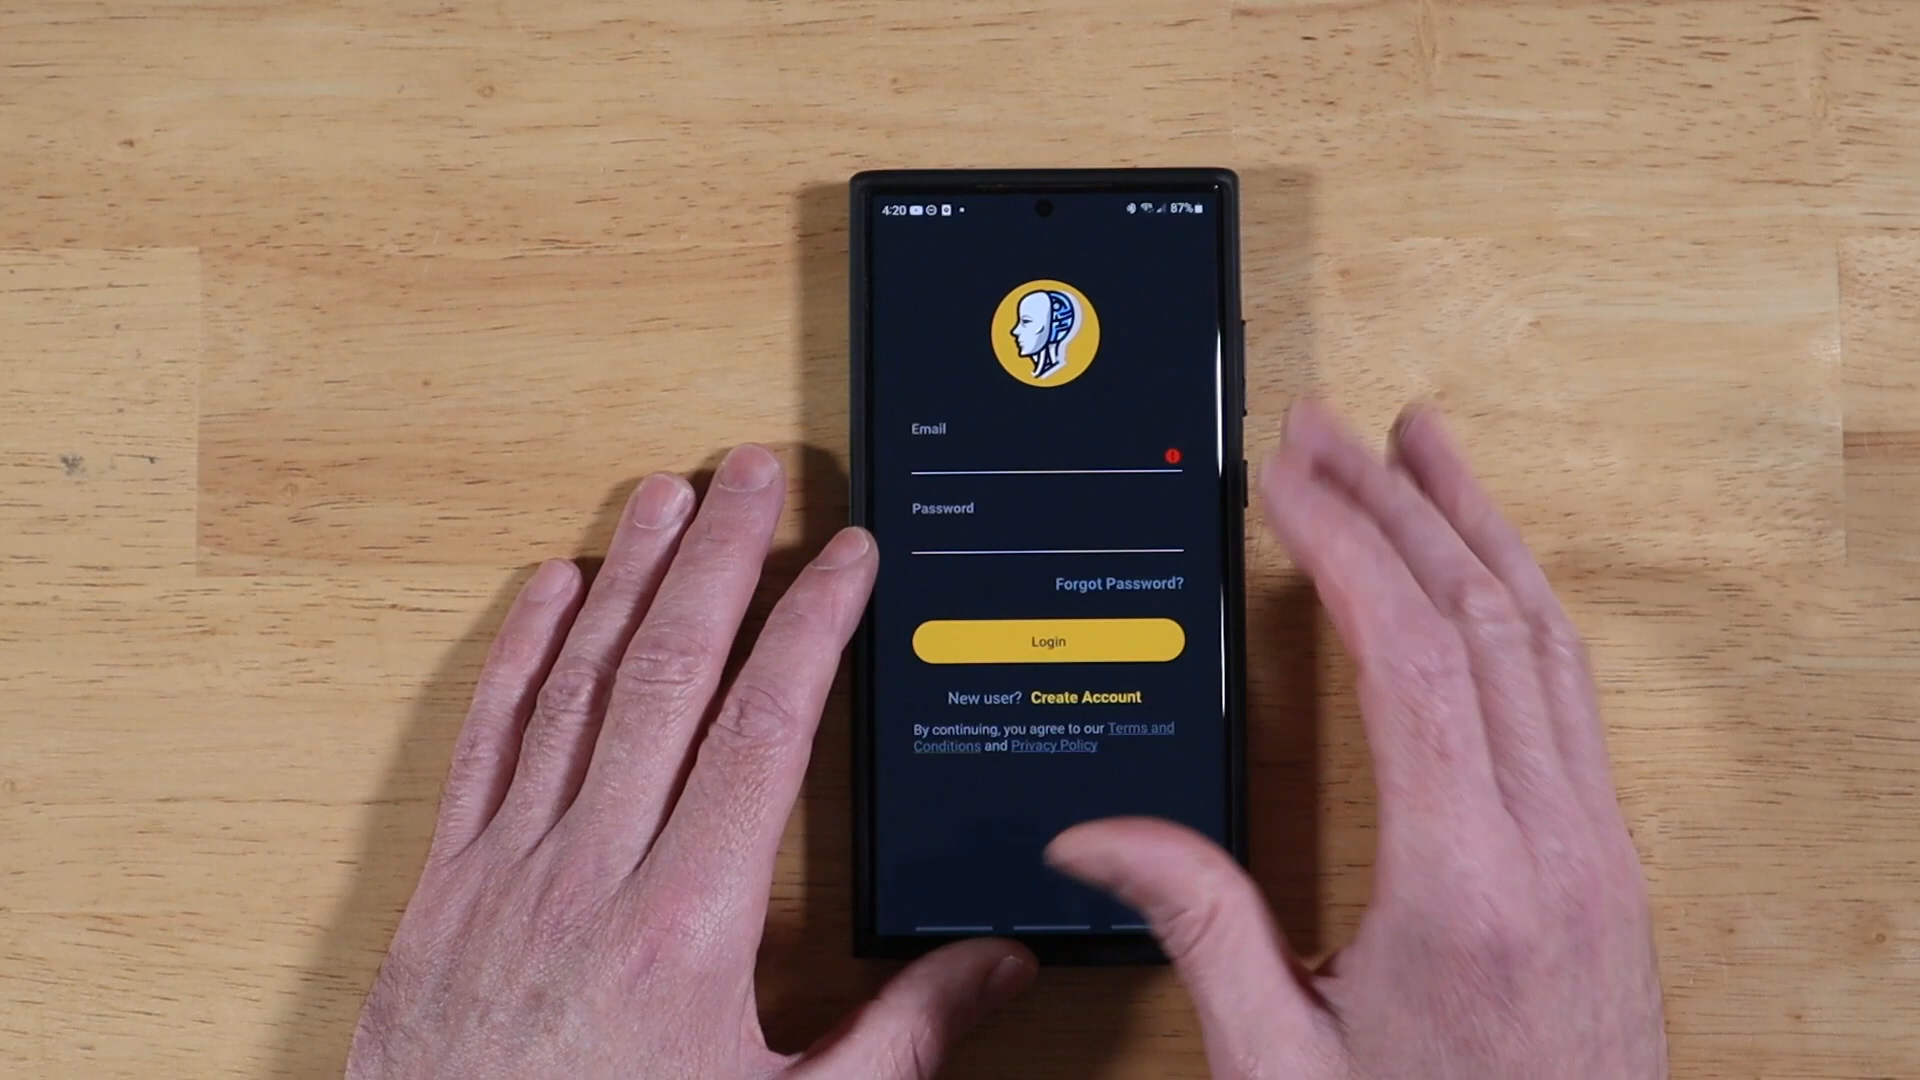 4:20 87%
Email
Password
Forgot Password?
Login
New user? Create Account
By continuing, you agree to our Terms and
Conditions and Privacy Policy